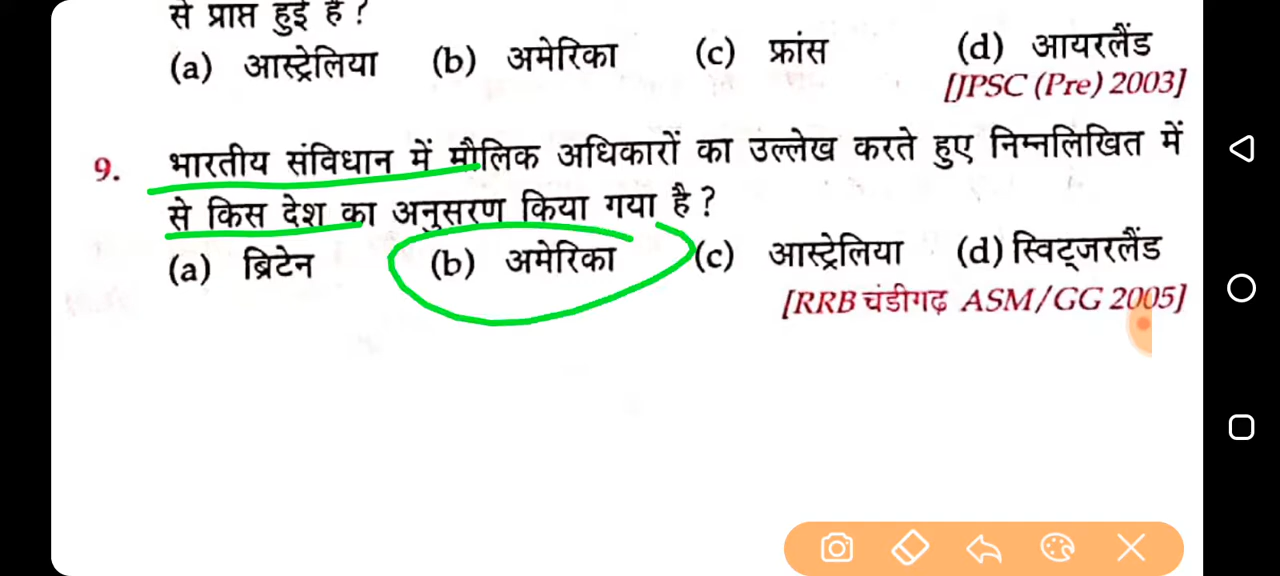 से प्राप्त हुई है ?
(a) आस्ट्रेलिया (b) अमेरिका (c) फ्रांस (d) आयरलैंड
[JPSC (Pre) 2003]
9. भारतीय संविधान में मौलिक अधिकारों का उल्लेख करते हुए निम्नलिखित में
से किस देश का अनुसरण किया गया है ?
(a) ब्रिटेन (b) अमेरिका (c) आस्ट्रेलिया (d) स्विट्जरलैंड
[RRB चंडीगढ़ ASM/GG 2005]